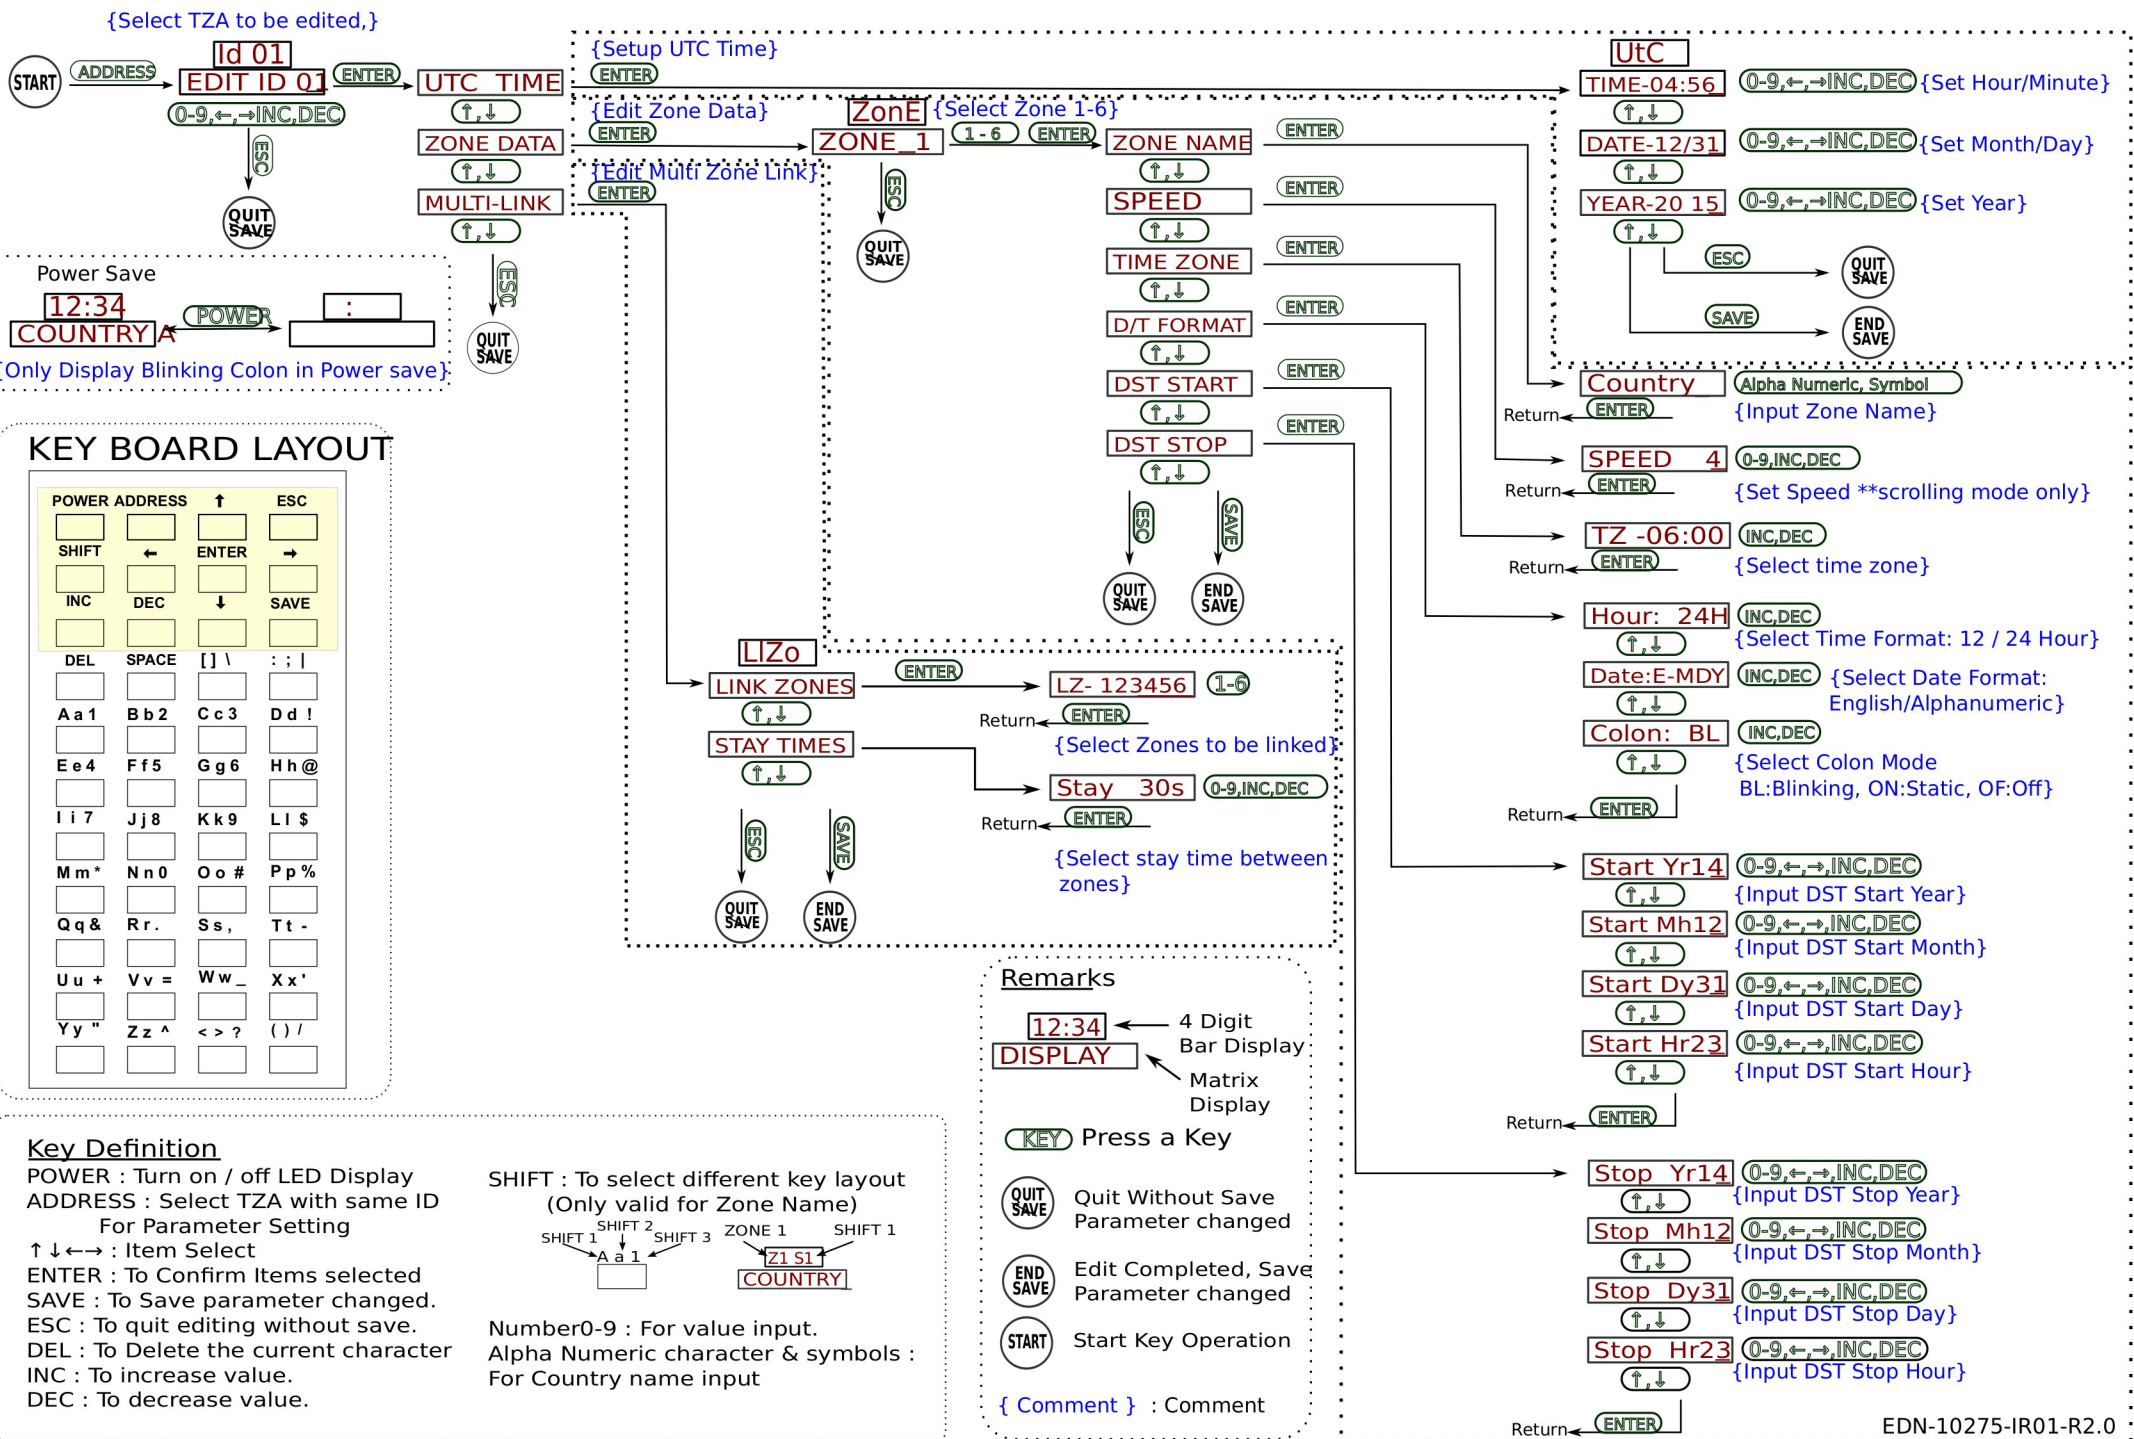 {Select TZA to be edited,}
START
ADDRESS
Id 01
EDIT ID 01
ENTER
0-9,←,→INC,DEC
ESC
QUIT SAVE
UTC TIME
↑,↓
ZONE DATA
↑,↓
MULTI-LINK
↑,↓
ESC
QUIT SAVE
{Setup UTC Time}
ENTER
{Edit Zone Data}
ENTER
{Edit Multi Zone Link}
ENTER
ZonE
ZONE_1
{Select Zone 1-6}
1-6
ENTER
ESC
QUIT SAVE
ZONE NAME
ENTER
↑,↓
SPEED
ENTER
↑,↓
TIME ZONE
ENTER
↑,↓
D/T FORMAT
ENTER
↑,↓
DST START
ENTER
↑,↓
DST STOP
ENTER
↑,↓
ESC
SAVE
QUIT SAVE
END SAVE
UtC
TIME-04:56
0-9,←,→INC,DEC
{Set Hour/Minute}
↑,↓
DATE-12/31
0-9,←,→INC,DEC
{Set Month/Day}
↑,↓
YEAR-20 15
0-9,←,→INC,DEC
{Set Year}
↑,↓
ESC
QUIT SAVE
SAVE
END SAVE
Country_
Alpha Numeric, Symbol
Return
ENTER
{Input Zone Name}
SPEED 4
0-9,INC,DEC
Return
ENTER
{Set Speed **scrolling mode only}
TZ -06:00
INC,DEC
Return
ENTER
{Select time zone}
Hour: 24H
INC,DEC
↑,↓
{Select Time Format: 12 / 24 Hour}
Date:E-MDY
INC,DEC
{Select Date Format:
English/Alphanumeric}
↑,↓
Colon: BL
INC,DEC
↑,↓
{Select Colon Mode
BL:Blinking, ON:Static, OF:Off}
Return
ENTER
Start Yr14
0-9,←,→,INC,DEC
↑,↓
{Input DST Start Year}
Start Mh12
0-9,←,→,INC,DEC
↑,↓
{Input DST Start Month}
Start Dy31
0-9,←,→,INC,DEC
↑,↓
{Input DST Start Day}
Start Hr23
0-9,←,→,INC,DEC
↑,↓
{Input DST Start Hour}
Return
ENTER
Stop Yr14
0-9,←,→,INC,DEC
↑,↓
{Input DST Stop Year}
Stop Mh12
0-9,←,→,INC,DEC
↑,↓
{Input DST Stop Month}
Stop Dy31
0-9,←,→,INC,DEC
↑,↓
{Input DST Stop Day}
Stop Hr23
0-9,←,→,INC,DEC
↑,↓
{Input DST Stop Hour}
Return
ENTER
EDN-10275-IR01-R2.0
LIZo
LINK ZONES
ENTER
LZ- 123456
1-6
↑,↓
Return
ENTER
{Select Zones to be linked}
STAY TIMES
↑,↓
Stay 30s
0-9,INC,DEC
Return
ENTER
{Select stay time between
zones}
ESC
SAVE
QUIT SAVE
END SAVE
Power Save
12:34
COUNTRY A
POWER
:
{Only Display Blinking Colon in Power save}
KEY BOARD LAYOUT
POWER ADDRESS ↑ ESC
SHIFT ← ENTER →
INC DEC ↓ SAVE
DEL SPACE [ ] \ : ; |
A a 1 B b 2 C c 3 D d !
E e 4 F f 5 G g 6 H h @
I i 7 J j 8 K k 9 L l $
M m * N n 0 O o # P p %
Q q & R r . S s , T t -
U u + V v = W w _ X x '
Y y " Z z ^ < > ? ( ) /
Key Definition
POWER : Turn on / off LED Display
ADDRESS : Select TZA with same ID
For Parameter Setting
↑↓←→ : Item Select
ENTER : To Confirm Items selected
SAVE : To Save parameter changed.
ESC : To quit editing without save.
DEL : To Delete the current character
INC : To increase value.
DEC : To decrease value.
SHIFT : To select different key layout
(Only valid for Zone Name)
SHIFT 1
SHIFT 2
SHIFT 3
A a 1
ZONE 1
SHIFT 1
Z1 S1
COUNTRY_
Number0-9 : For value input.
Alpha Numeric character & symbols :
For Country name input
Remarks
12:34
4 Digit
Bar Display
DISPLAY
Matrix
Display
KEY
Press a Key
QUIT SAVE
Quit Without Save
Parameter changed
END SAVE
Edit Completed, Save
Parameter changed
START
Start Key Operation
{ Comment } : Comment